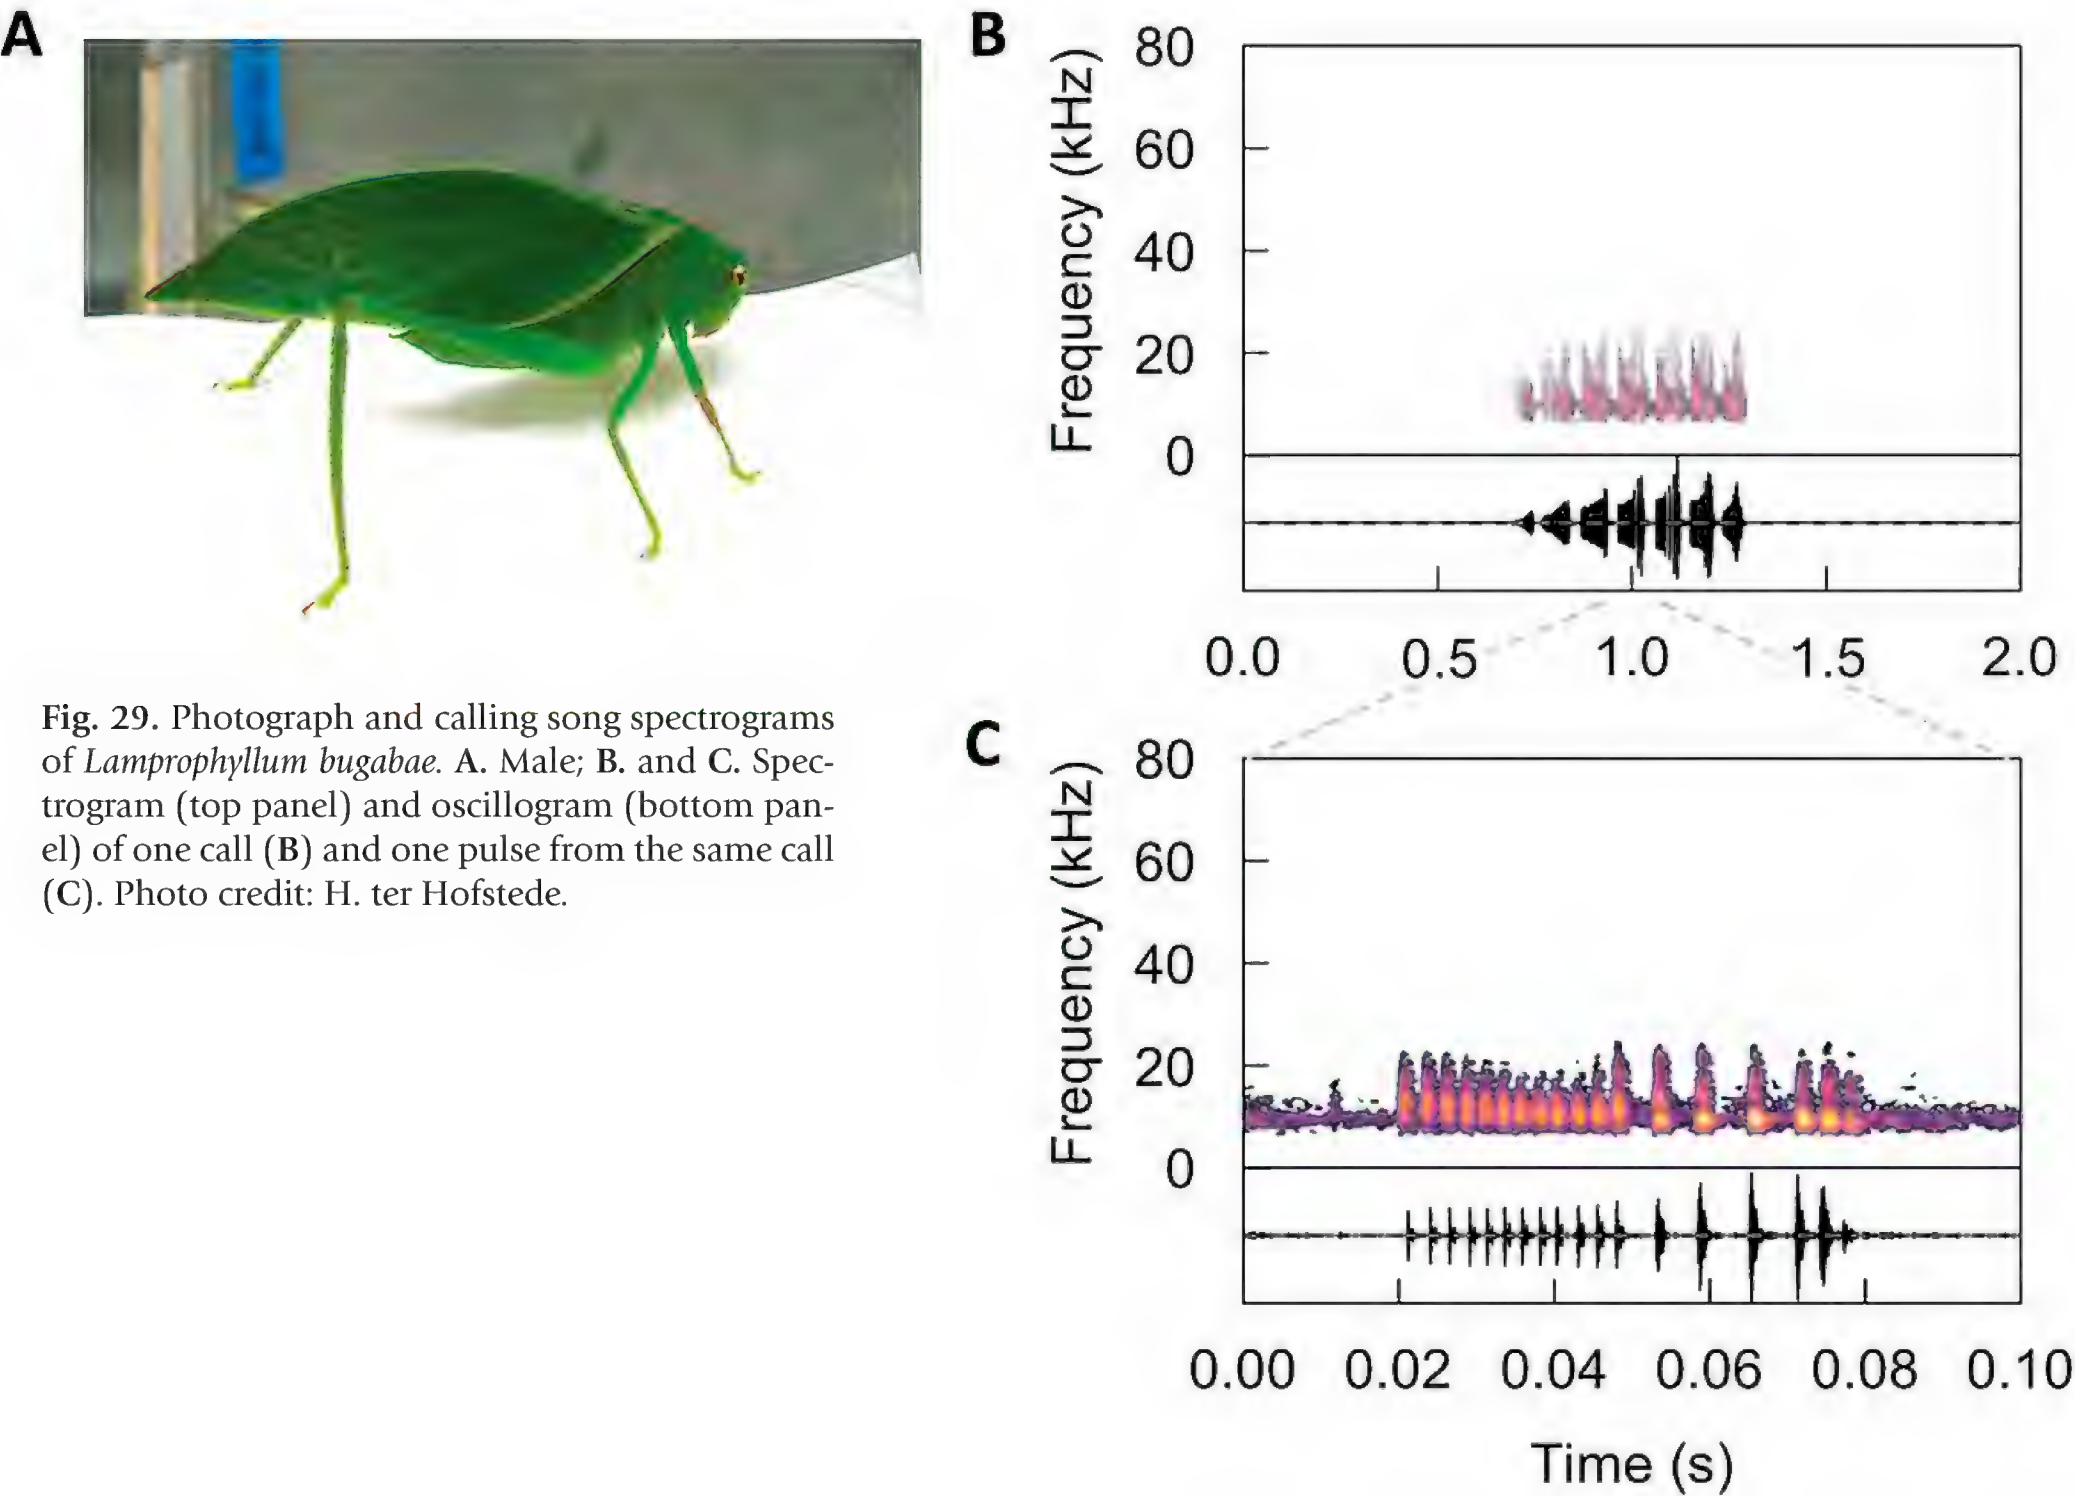 A
B
80
60
40
20
0
Frequency (kHz)
0.0 0.5 1.0 1.5 2.0
Fig. 29. Photograph and calling song spectrograms
of Lamprophyllum bugabae. A. Male; B. and C. Spec-
trogram (top panel) and oscillogram (bottom pan-
el) of one call (B) and one pulse from the same call
(C). Photo credit: H. ter Hofstede.
C
80
60
40
20
0
Frequency (kHz)
0.00 0.02 0.04 0.06 0.08 0.10
Time (s)